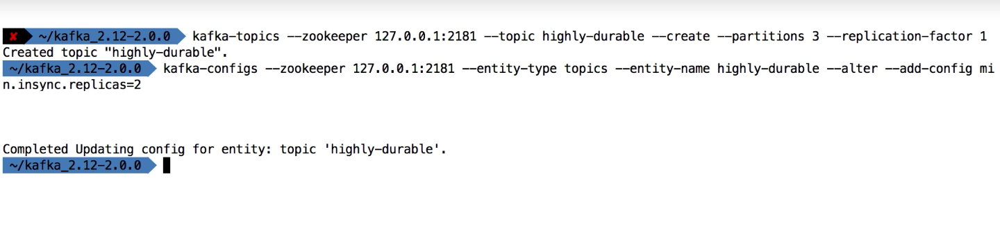 ✘ ~/kafka_2.12-2.0.0 kafka-topics --zookeeper 127.0.0.1:2181 --topic highly-durable --create --partitions 3 --replication-factor 1
Created topic "highly-durable".
~/kafka_2.12-2.0.0 kafka-configs --zookeeper 127.0.0.1:2181 --entity-type topics --entity-name highly-durable --alter --add-config mi
n.insync.replicas=2
Completed Updating config for entity: topic 'highly-durable'.
~/kafka_2.12-2.0.0